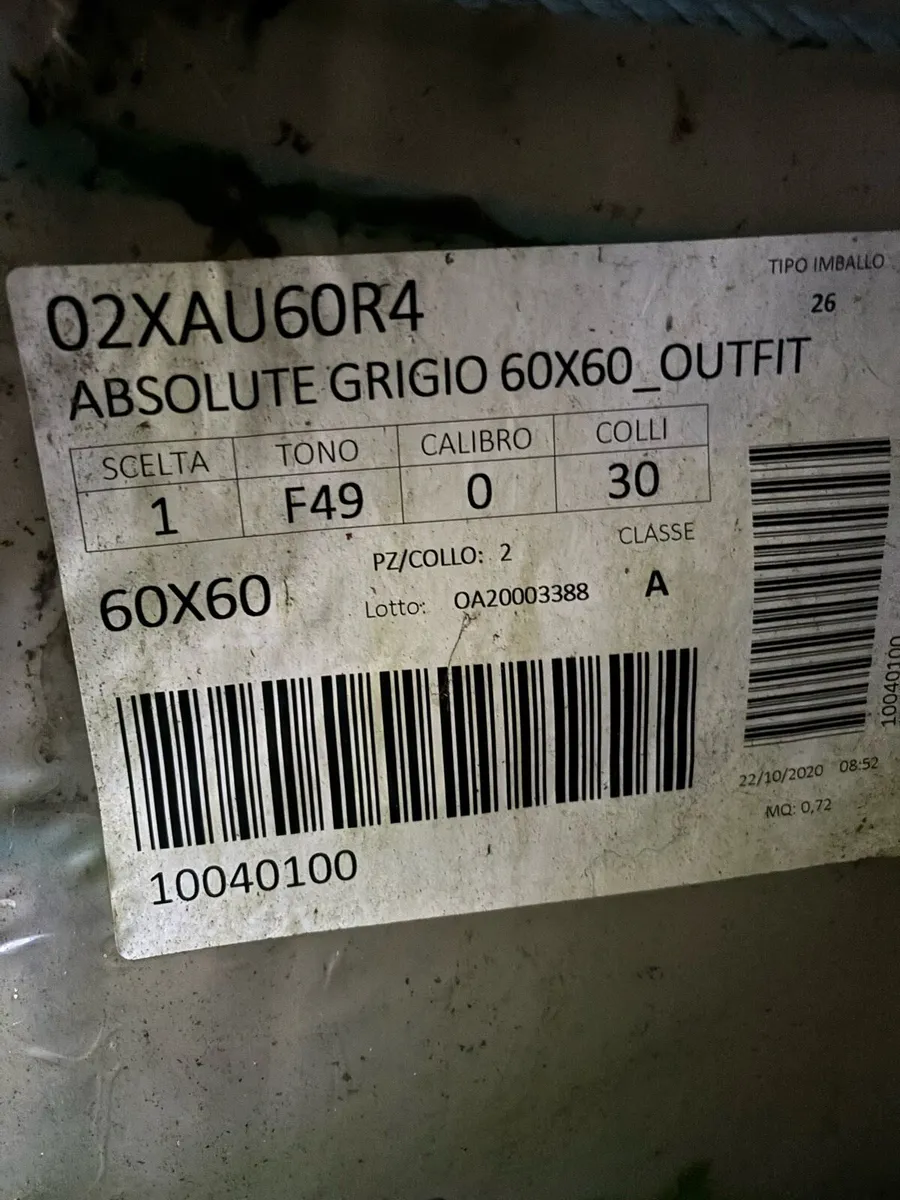 TIPO IMBALLO
26
02XAU60R4
ABSOLUTE GRIGIO 60X60_OUTFIT
SCELTA TONO CALIBRO COLLI
1 F49 0 30
PZ/COLLO: 2 CLASSE
60X60 Lotto: OA20003388 A
10040100
22/10/2020 08:52
MQ: 0,72
10040100